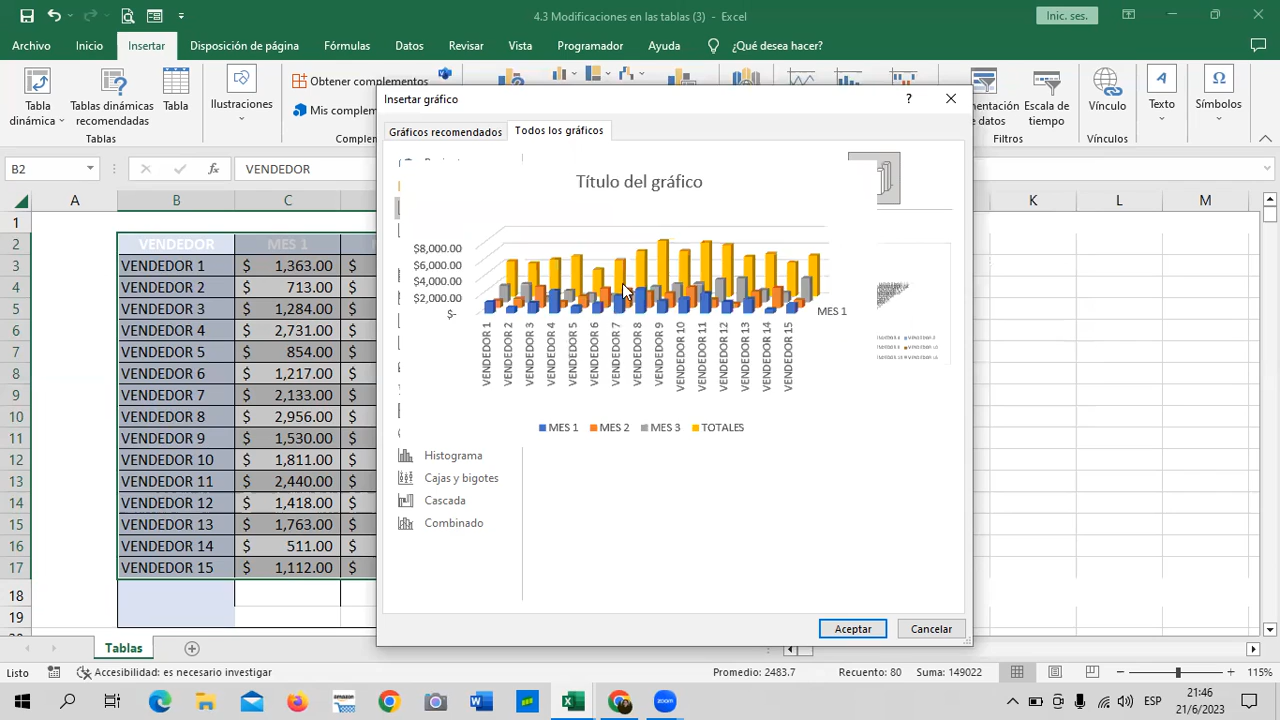 4.3 Modificaciones en las tablas (3) - Excel
Inic. ses.
Archivo Inicio Insertar Disposición de página Fórmulas Datos Revisar Vista Programador Ayuda ¿Qué desea hacer?
Obtener complementos
Mis complem
Tabla dinámica
Tablas dinámicas recomendadas
Tabla
Ilustraciones
Escala de tiempo
Vínculo
Texto
Símbolos
Tablas
Complem
Filtros
Vínculos
Insertar gráfico
?
Gráficos recomendados
Todos los gráficos
B2
VENDEDOR
A B C K L M
1
2 VENDEDOR MES 1
3 VENDEDOR 1 $ 1,363.00 $
4 VENDEDOR 2 $ 713.00 $
5 VENDEDOR 3 $ 1,284.00 $
6 VENDEDOR 4 $ 2,731.00 $
7 VENDEDOR 5 $ 854.00 $
8 VENDEDOR 6 $ 1,217.00 $
9 VENDEDOR 7 $ 2,133.00 $
10 VENDEDOR 8 $ 2,956.00 $
11 VENDEDOR 9 $ 1,530.00 $
12 VENDEDOR 10 $ 1,811.00 $
13 VENDEDOR 11 $ 2,440.00 $
14 VENDEDOR 12 $ 1,418.00 $
15 VENDEDOR 13 $ 1,763.00 $
16 VENDEDOR 14 $ 511.00 $
17 VENDEDOR 15 $ 1,112.00 $
18
19
Título del gráfico
$8,000.00
$6,000.00
$4,000.00
$2,000.00
$-
MES 1
VENDEDOR 1
VENDEDOR 2
VENDEDOR 3
VENDEDOR 4
VENDEDOR 5
VENDEDOR 6
VENDEDOR 7
VENDEDOR 8
VENDEDOR 9
VENDEDOR 10
VENDEDOR 11
VENDEDOR 12
VENDEDOR 13
VENDEDOR 14
VENDEDOR 15
MES 1 MES 2 MES 3 TOTALES
Histograma
Cajas y bigotes
Cascada
Combinado
Aceptar
Cancelar
Tablas
Listo
Accesibilidad: es necesario investigar
Promedio: 2483.7 Recuento: 80 Suma: 149022
115%
ESP
21:46
21/6/2023